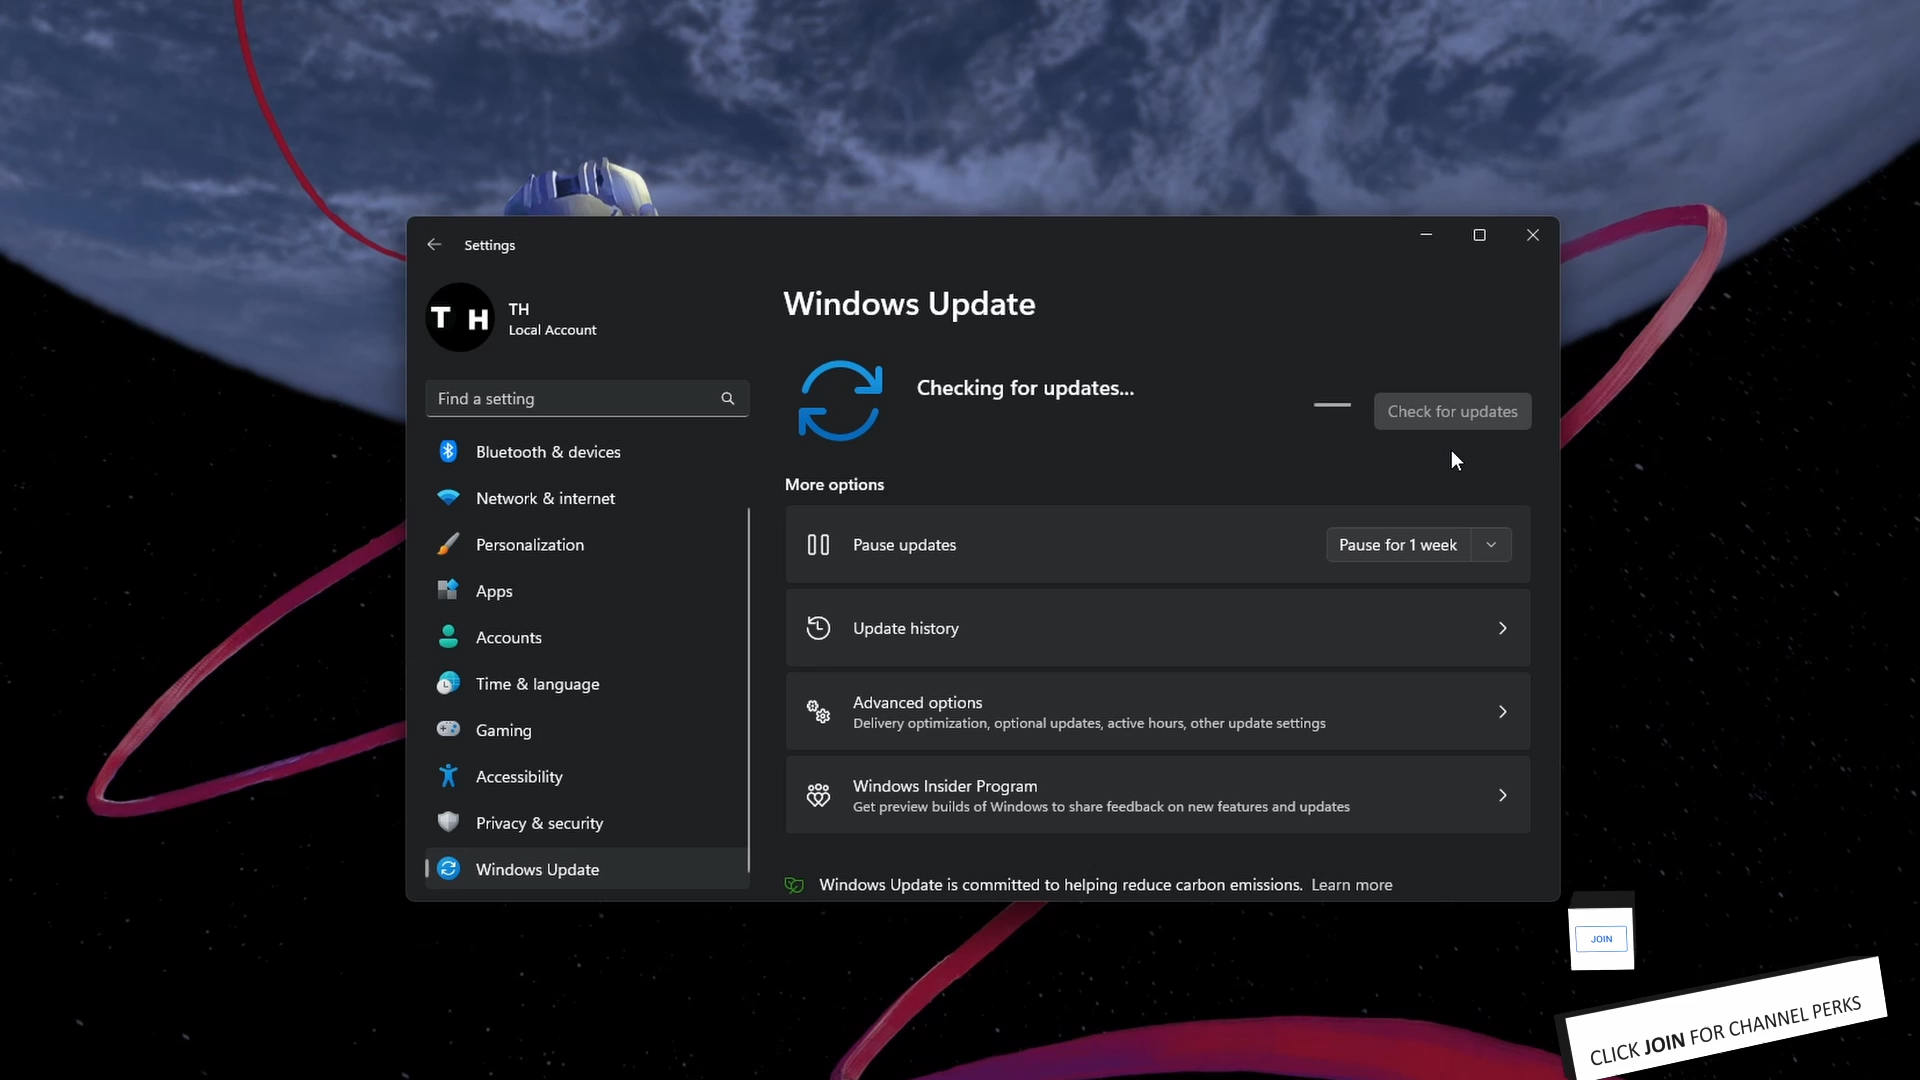 Settings
T H
TH
Local Account
Find a setting
Bluetooth & devices
Network & internet
Personalization
Apps
Accounts
Time & language
Gaming
Accessibility
Privacy & security
Windows Update
Windows Update
Checking for updates...
Check for updates
More options
Pause updates
Pause for 1 week
Update history
Advanced options
Delivery optimization, optional updates, active hours, other update settings
Windows Insider Program
Get preview builds of Windows to share feedback on new features and updates
Windows Update is committed to helping reduce carbon emissions. Learn more
JOIN
CLICK JOIN FOR CHANNEL PERKS